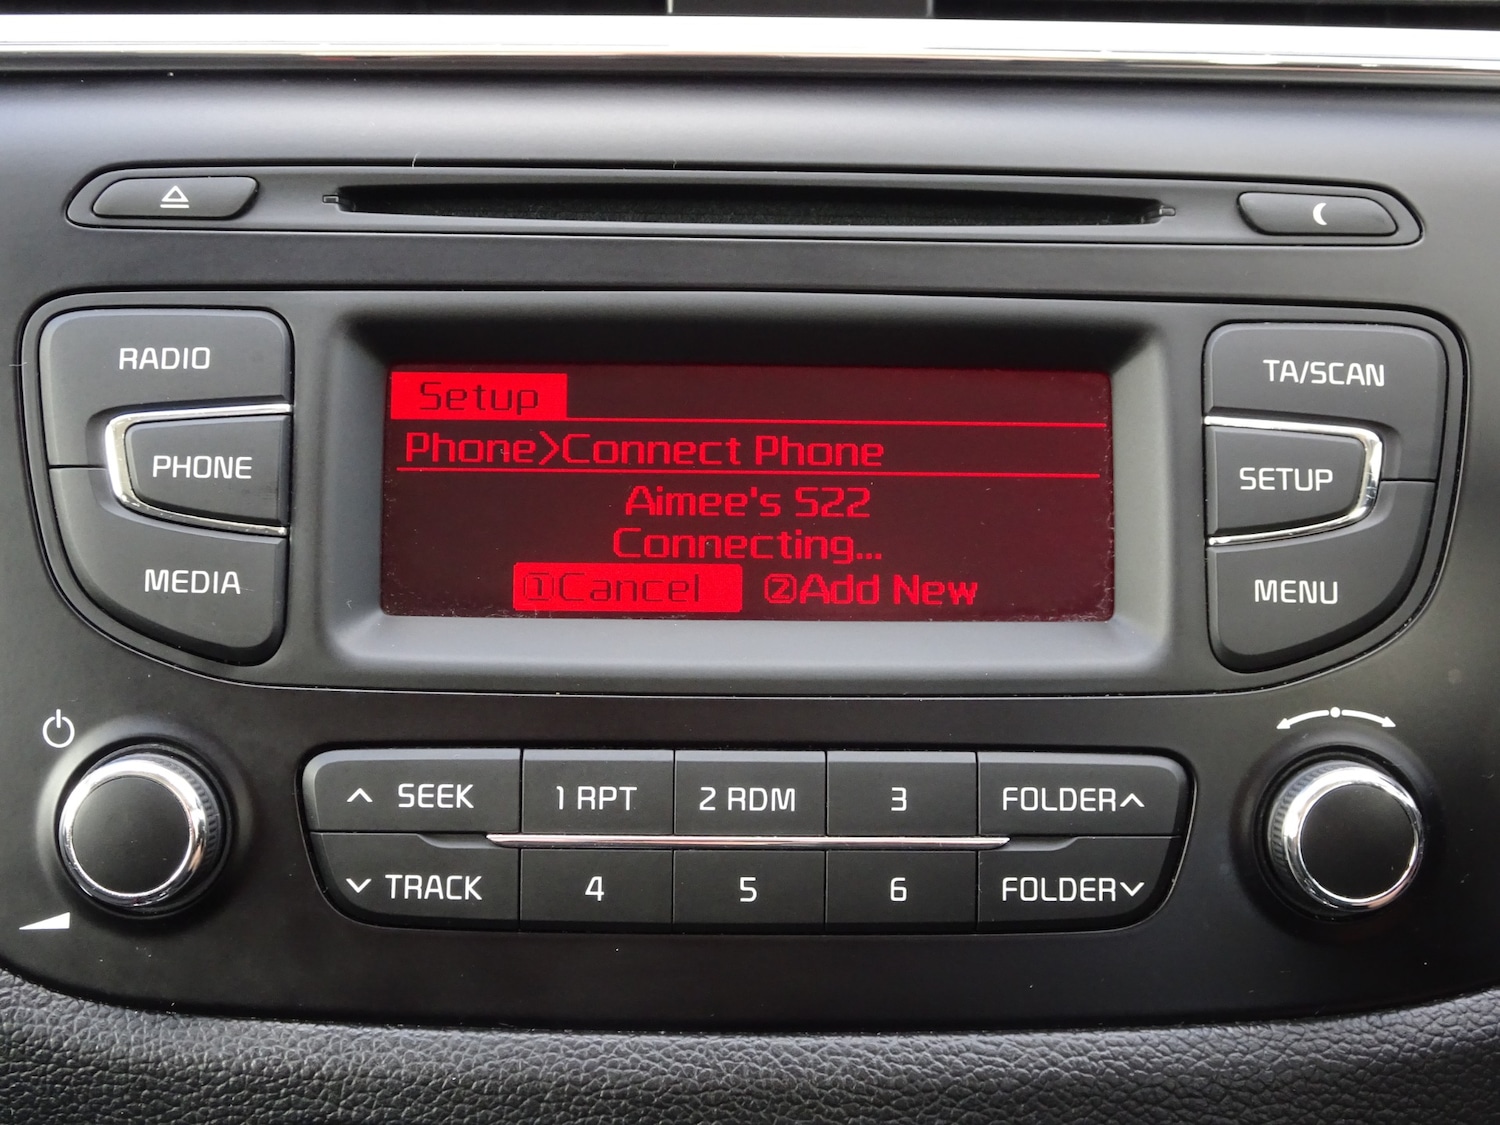 RADIO
PHONE
MEDIA
Setup
Phone>Connect Phone
Aimee's S22
Connecting...
①Cancel ②Add New
TA/SCAN
SETUP
MENU
SEEK 1 RPT 2 RDM 3 FOLDER
TRACK 4 5 6 FOLDER